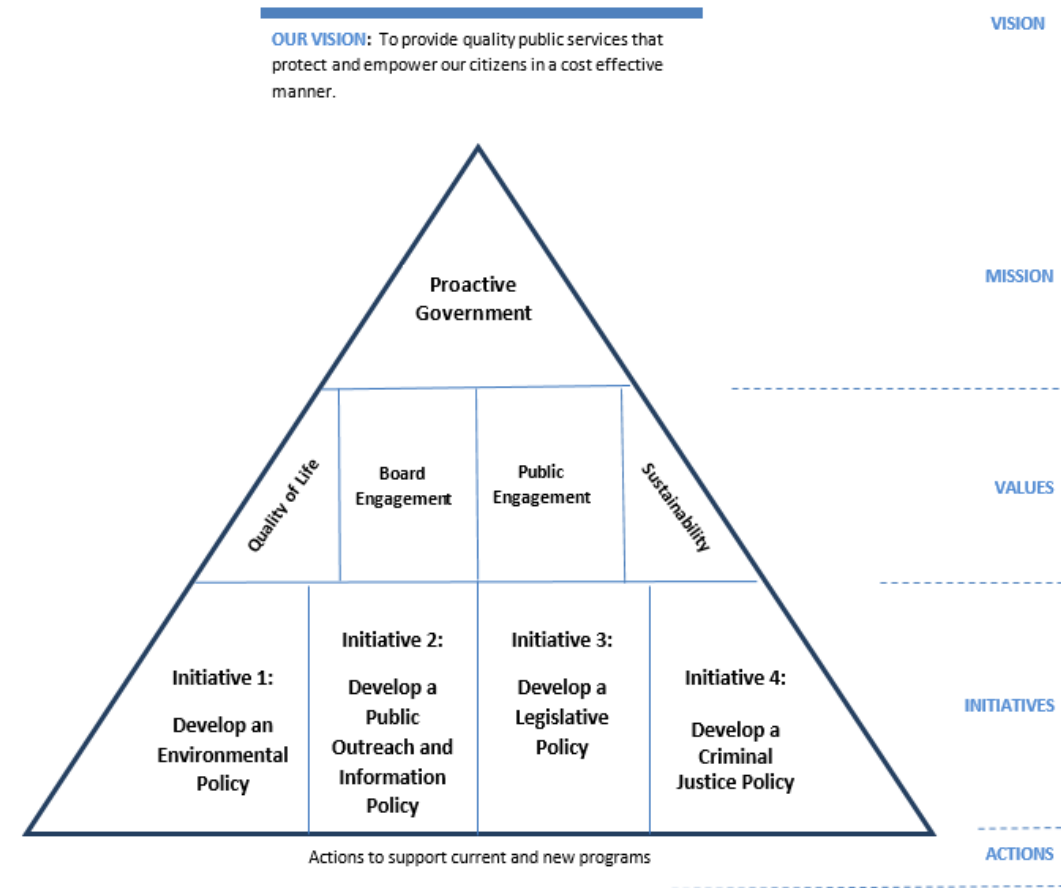 VISION
OUR VISION: To provide quality public services that
protect and empower our citizens in a cost effective
manner.
MISSION
Proactive
Government
VALUES
Quality of Life
Board
Engagement
Public
Engagement
Sustainability
INITIATIVES
Initiative 1:
Develop an
Environmental
Policy
Initiative 2:
Develop a
Public
Outreach and
Information
Policy
Initiative 3:
Develop a
Legislative
Policy
Initiative 4:
Develop a
Criminal
Justice Policy
ACTIONS
Actions to support current and new programs